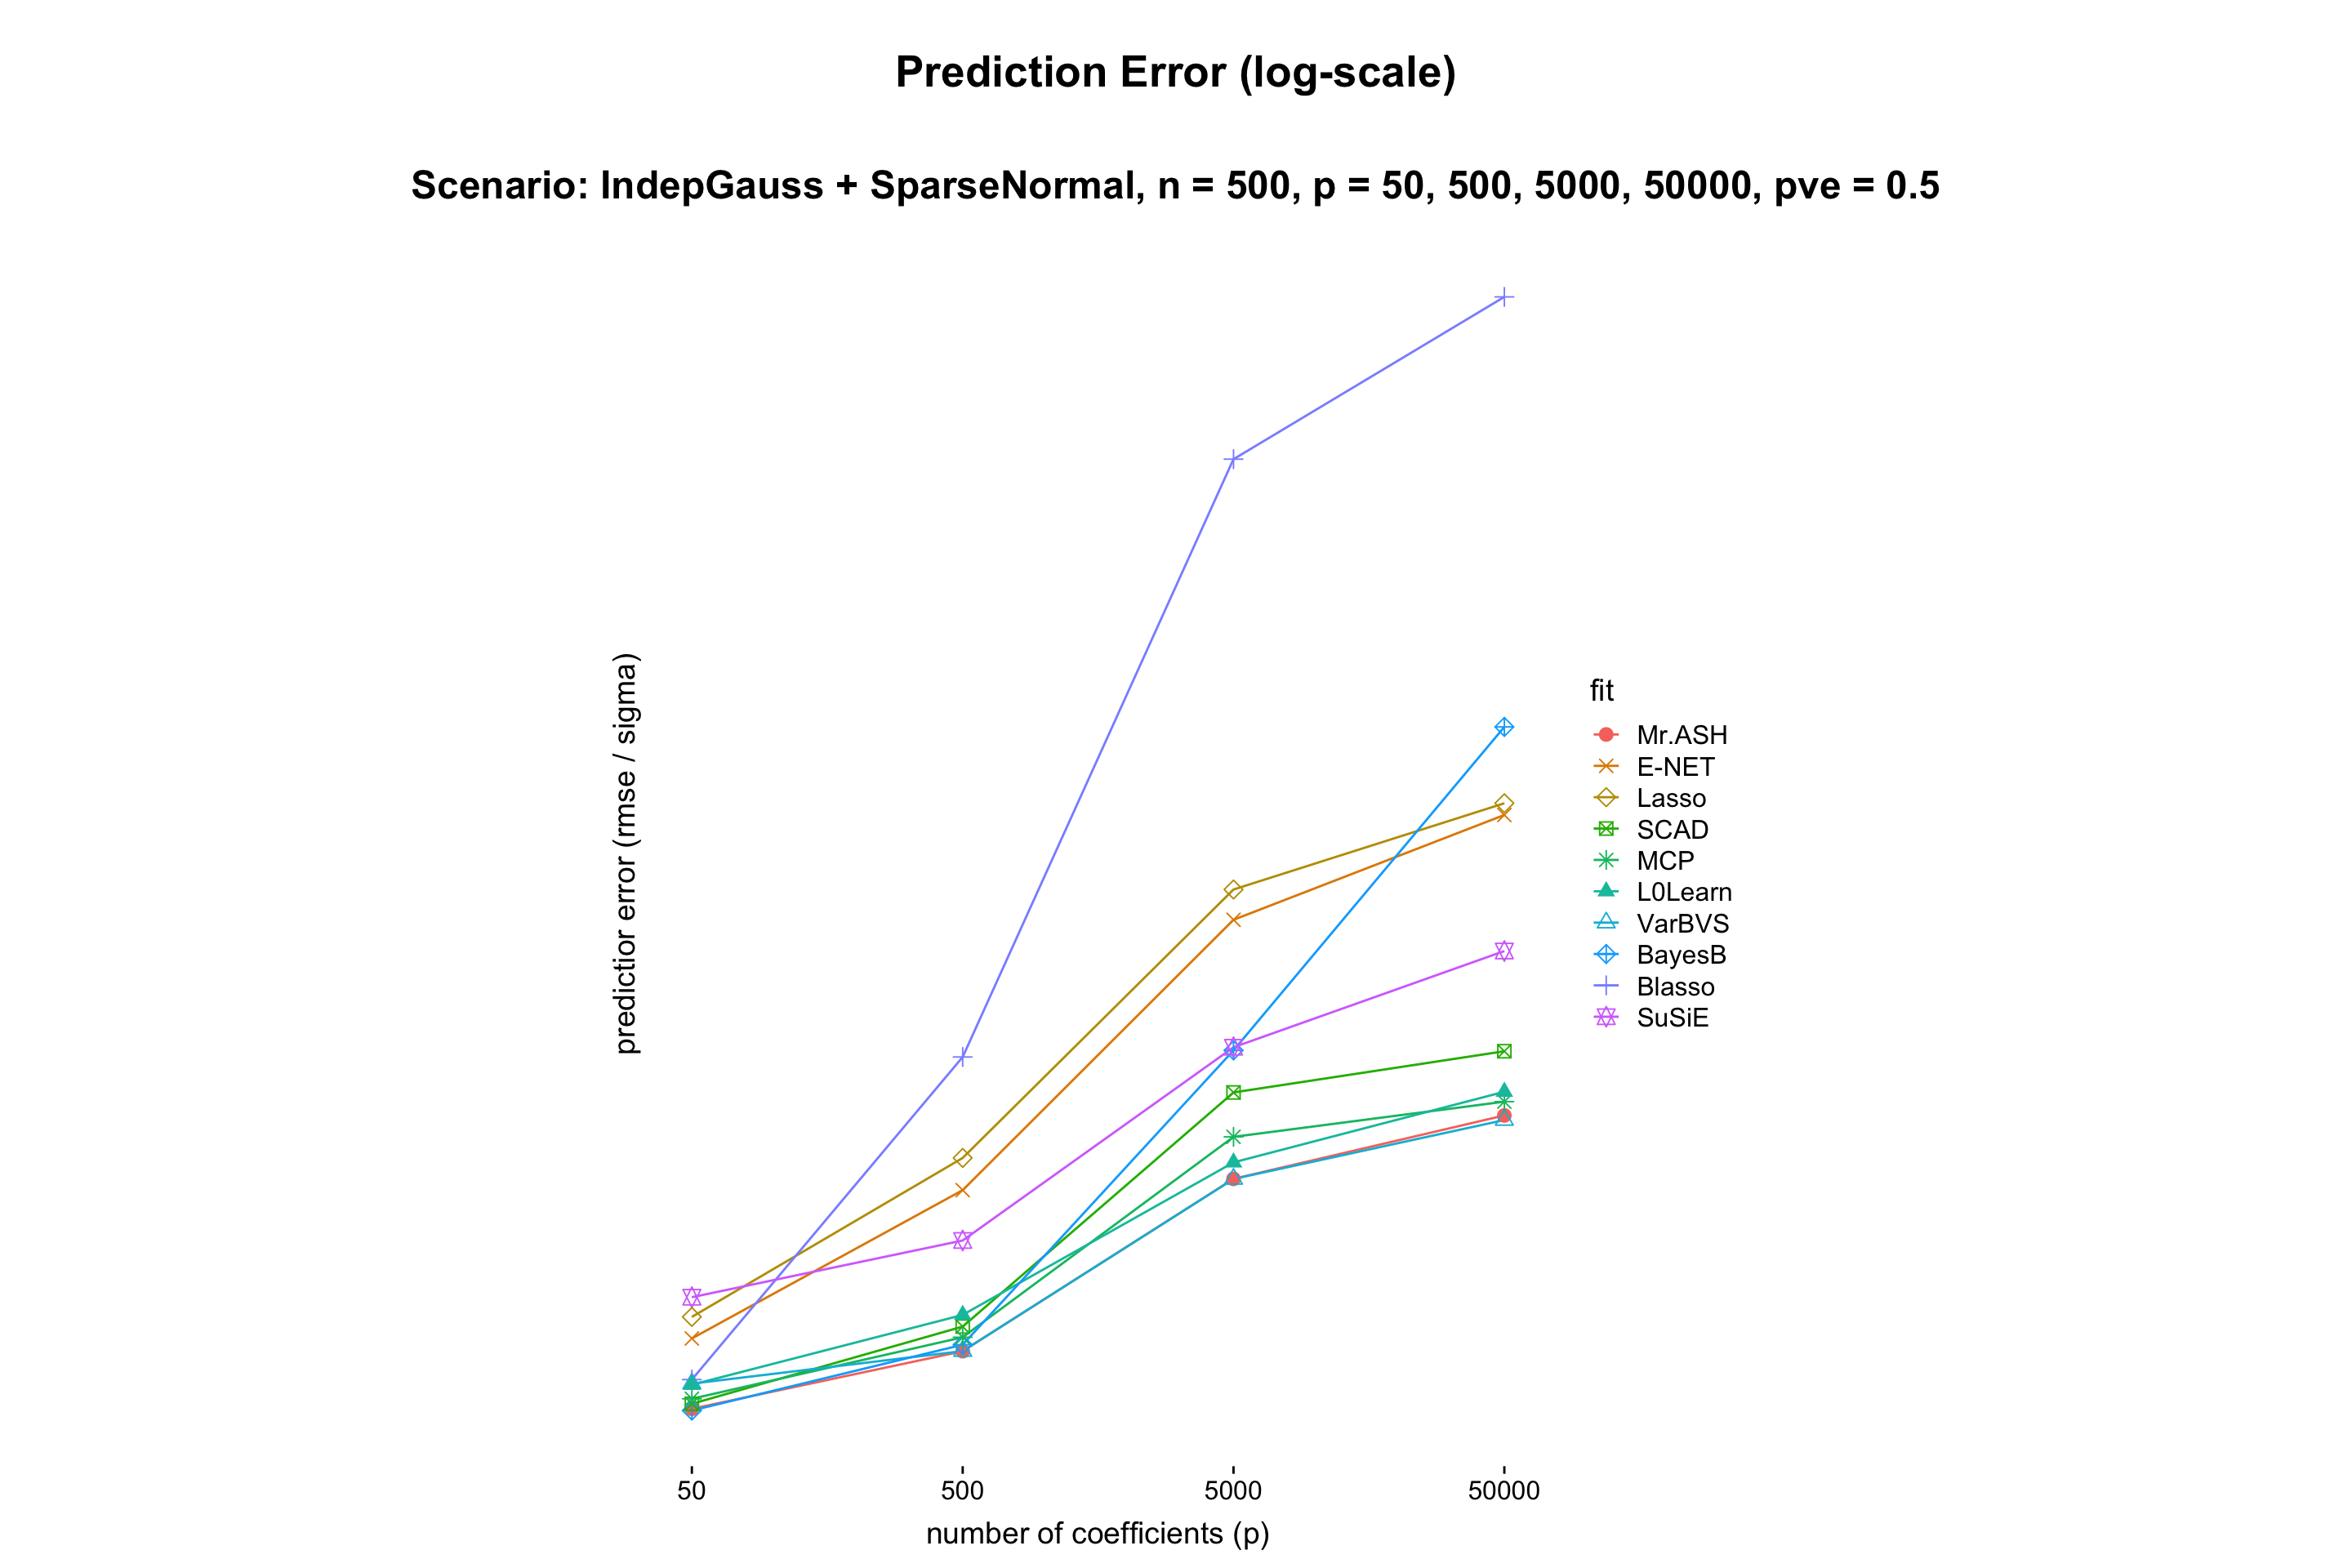 Prediction Error (log-scale)
Scenario: IndepGauss + SparseNormal, n = 500, p = 50, 500, 5000, 50000, pve = 0.5
predictior error (rmse / sigma)
fit
Mr.ASH
E-NET
Lasso
SCAD
MCP
L0Learn
VarBVS
BayesB
Blasso
SuSiE
50 500 5000 50000
number of coefficients (p)